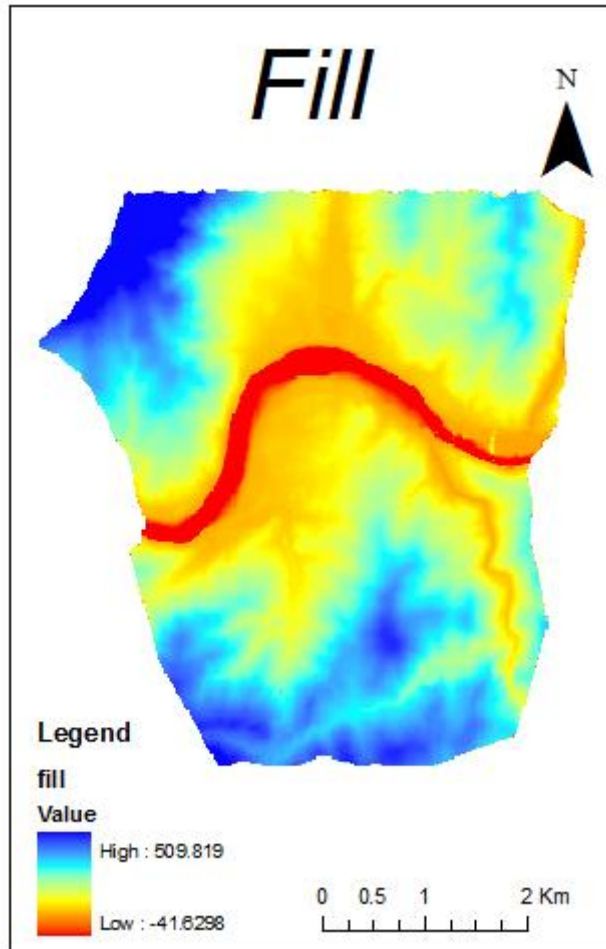 Fill
N
Legend
fill
Value
High : 509.819
Low : -41.6298
0 0.5 1 2 Km